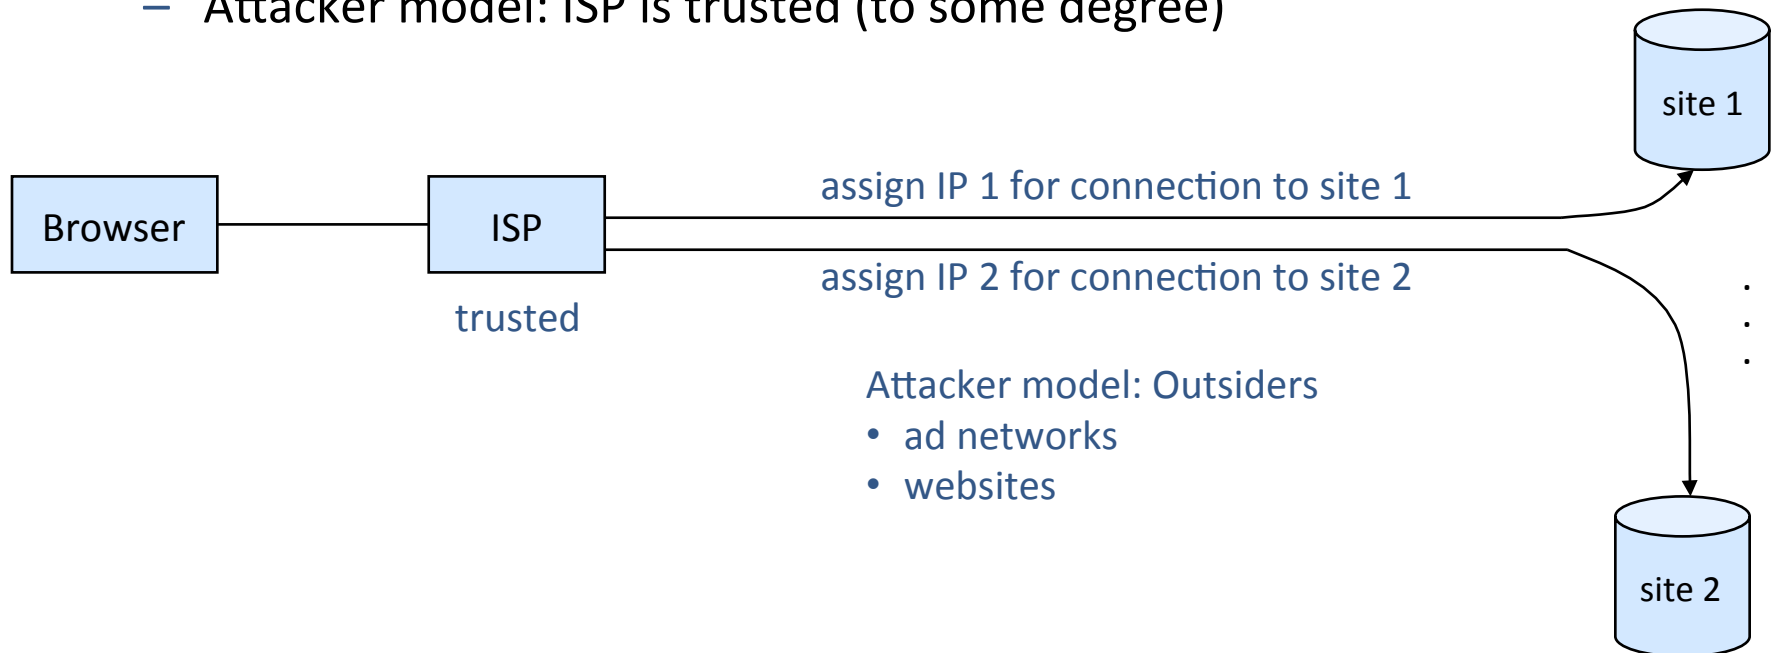 – Attacker model: ISP is trusted (to some degree)
site 1
assign IP 1 for connection to site 1
Browser
ISP
assign IP 2 for connection to site 2
trusted
.
.
.
Attacker model: Outsiders
• ad networks
• websites
site 2